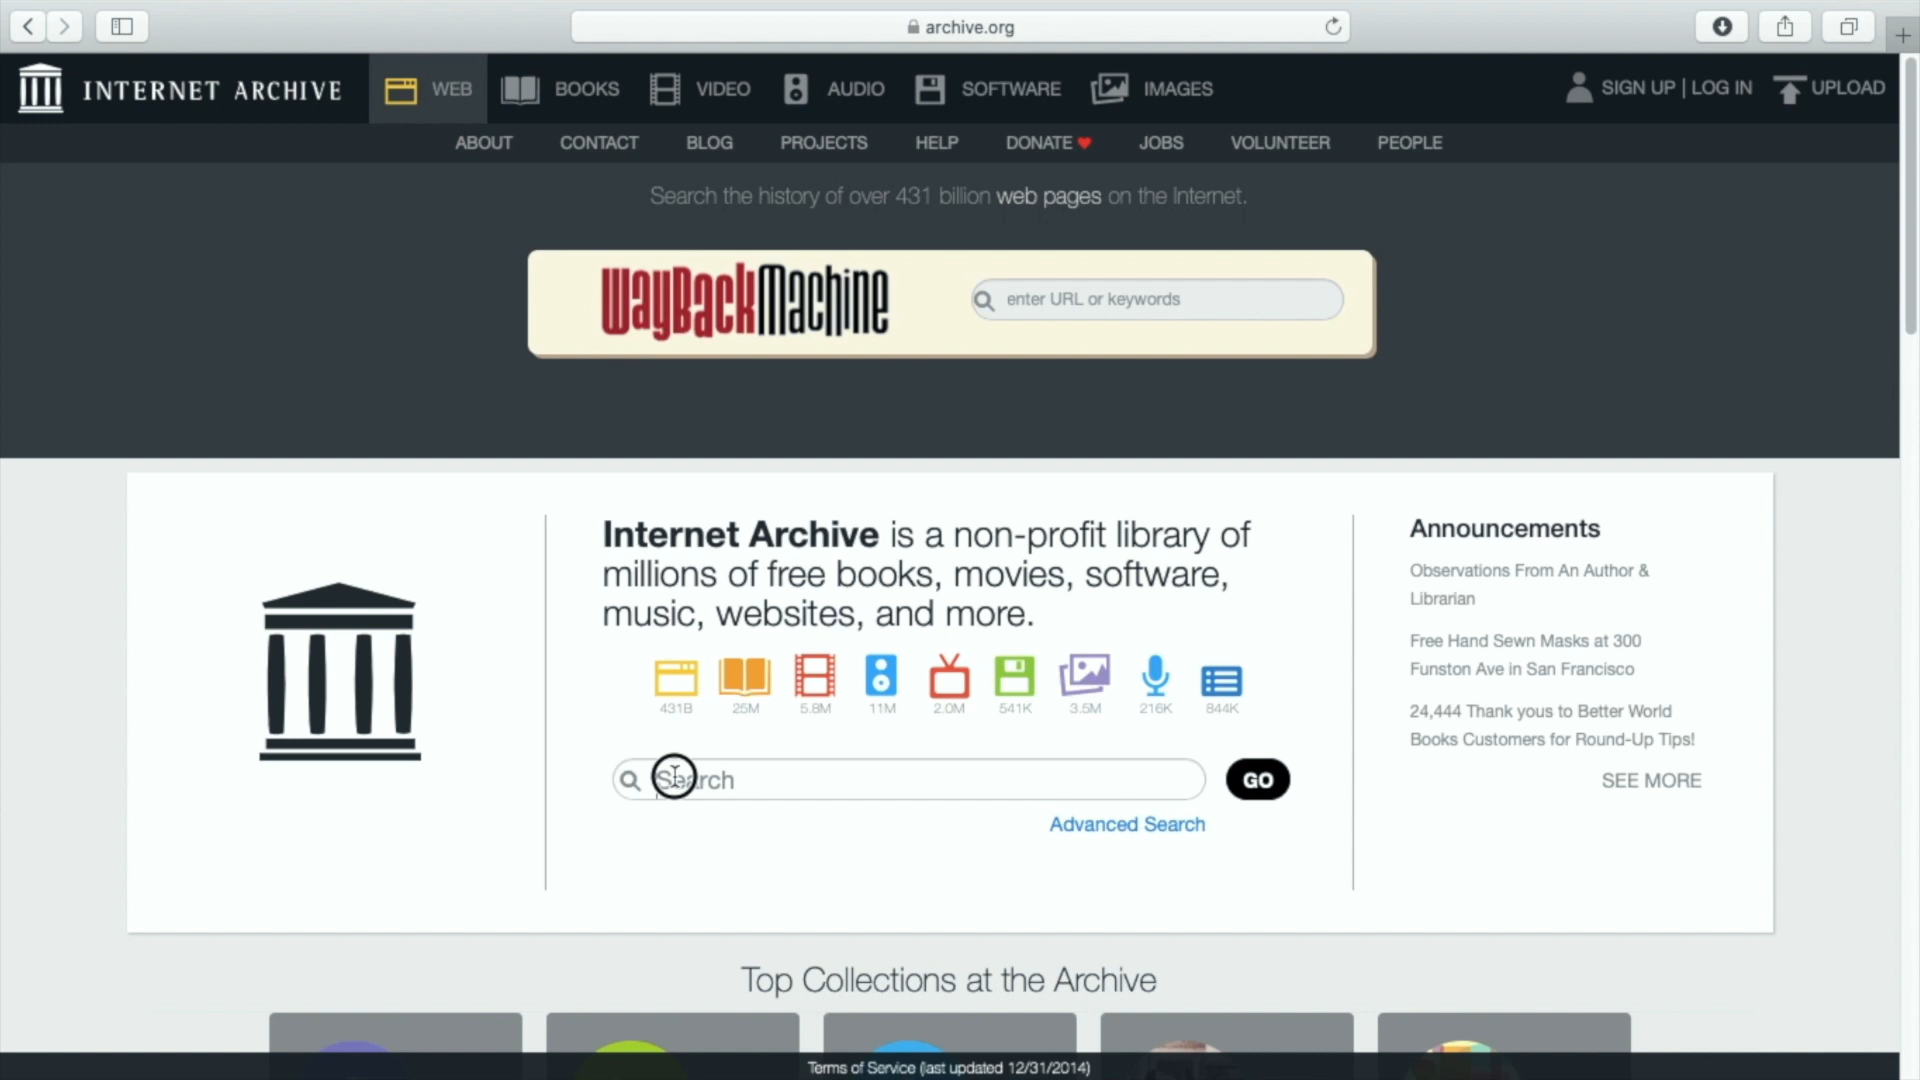 archive.org
INTERNET ARCHIVE
WEB
BOOKS
VIDEO
AUDIO
SOFTWARE
IMAGES
SIGN UP | LOG IN
UPLOAD
ABOUT
CONTACT
BLOG
PROJECTS
HELP
DONATE
JOBS
VOLUNTEER
PEOPLE
Search the history of over 431 billion web pages on the Internet.
WayBackMachine
enter URL or keywords
Internet Archive is a non-profit library of
millions of free books, movies, software,
music, websites, and more.
431B
25M
5.8M
11M
2.0M
541K
3.5M
216K
844K
Search
GO
Advanced Search
Announcements
Observations From An Author &
Librarian
Free Hand Sewn Masks at 300
Funston Ave in San Francisco
24,444 Thank yous to Better World
Books Customers for Round-Up Tips!
SEE MORE
Top Collections at the Archive
Terms of Service (last updated 12/31/2014)